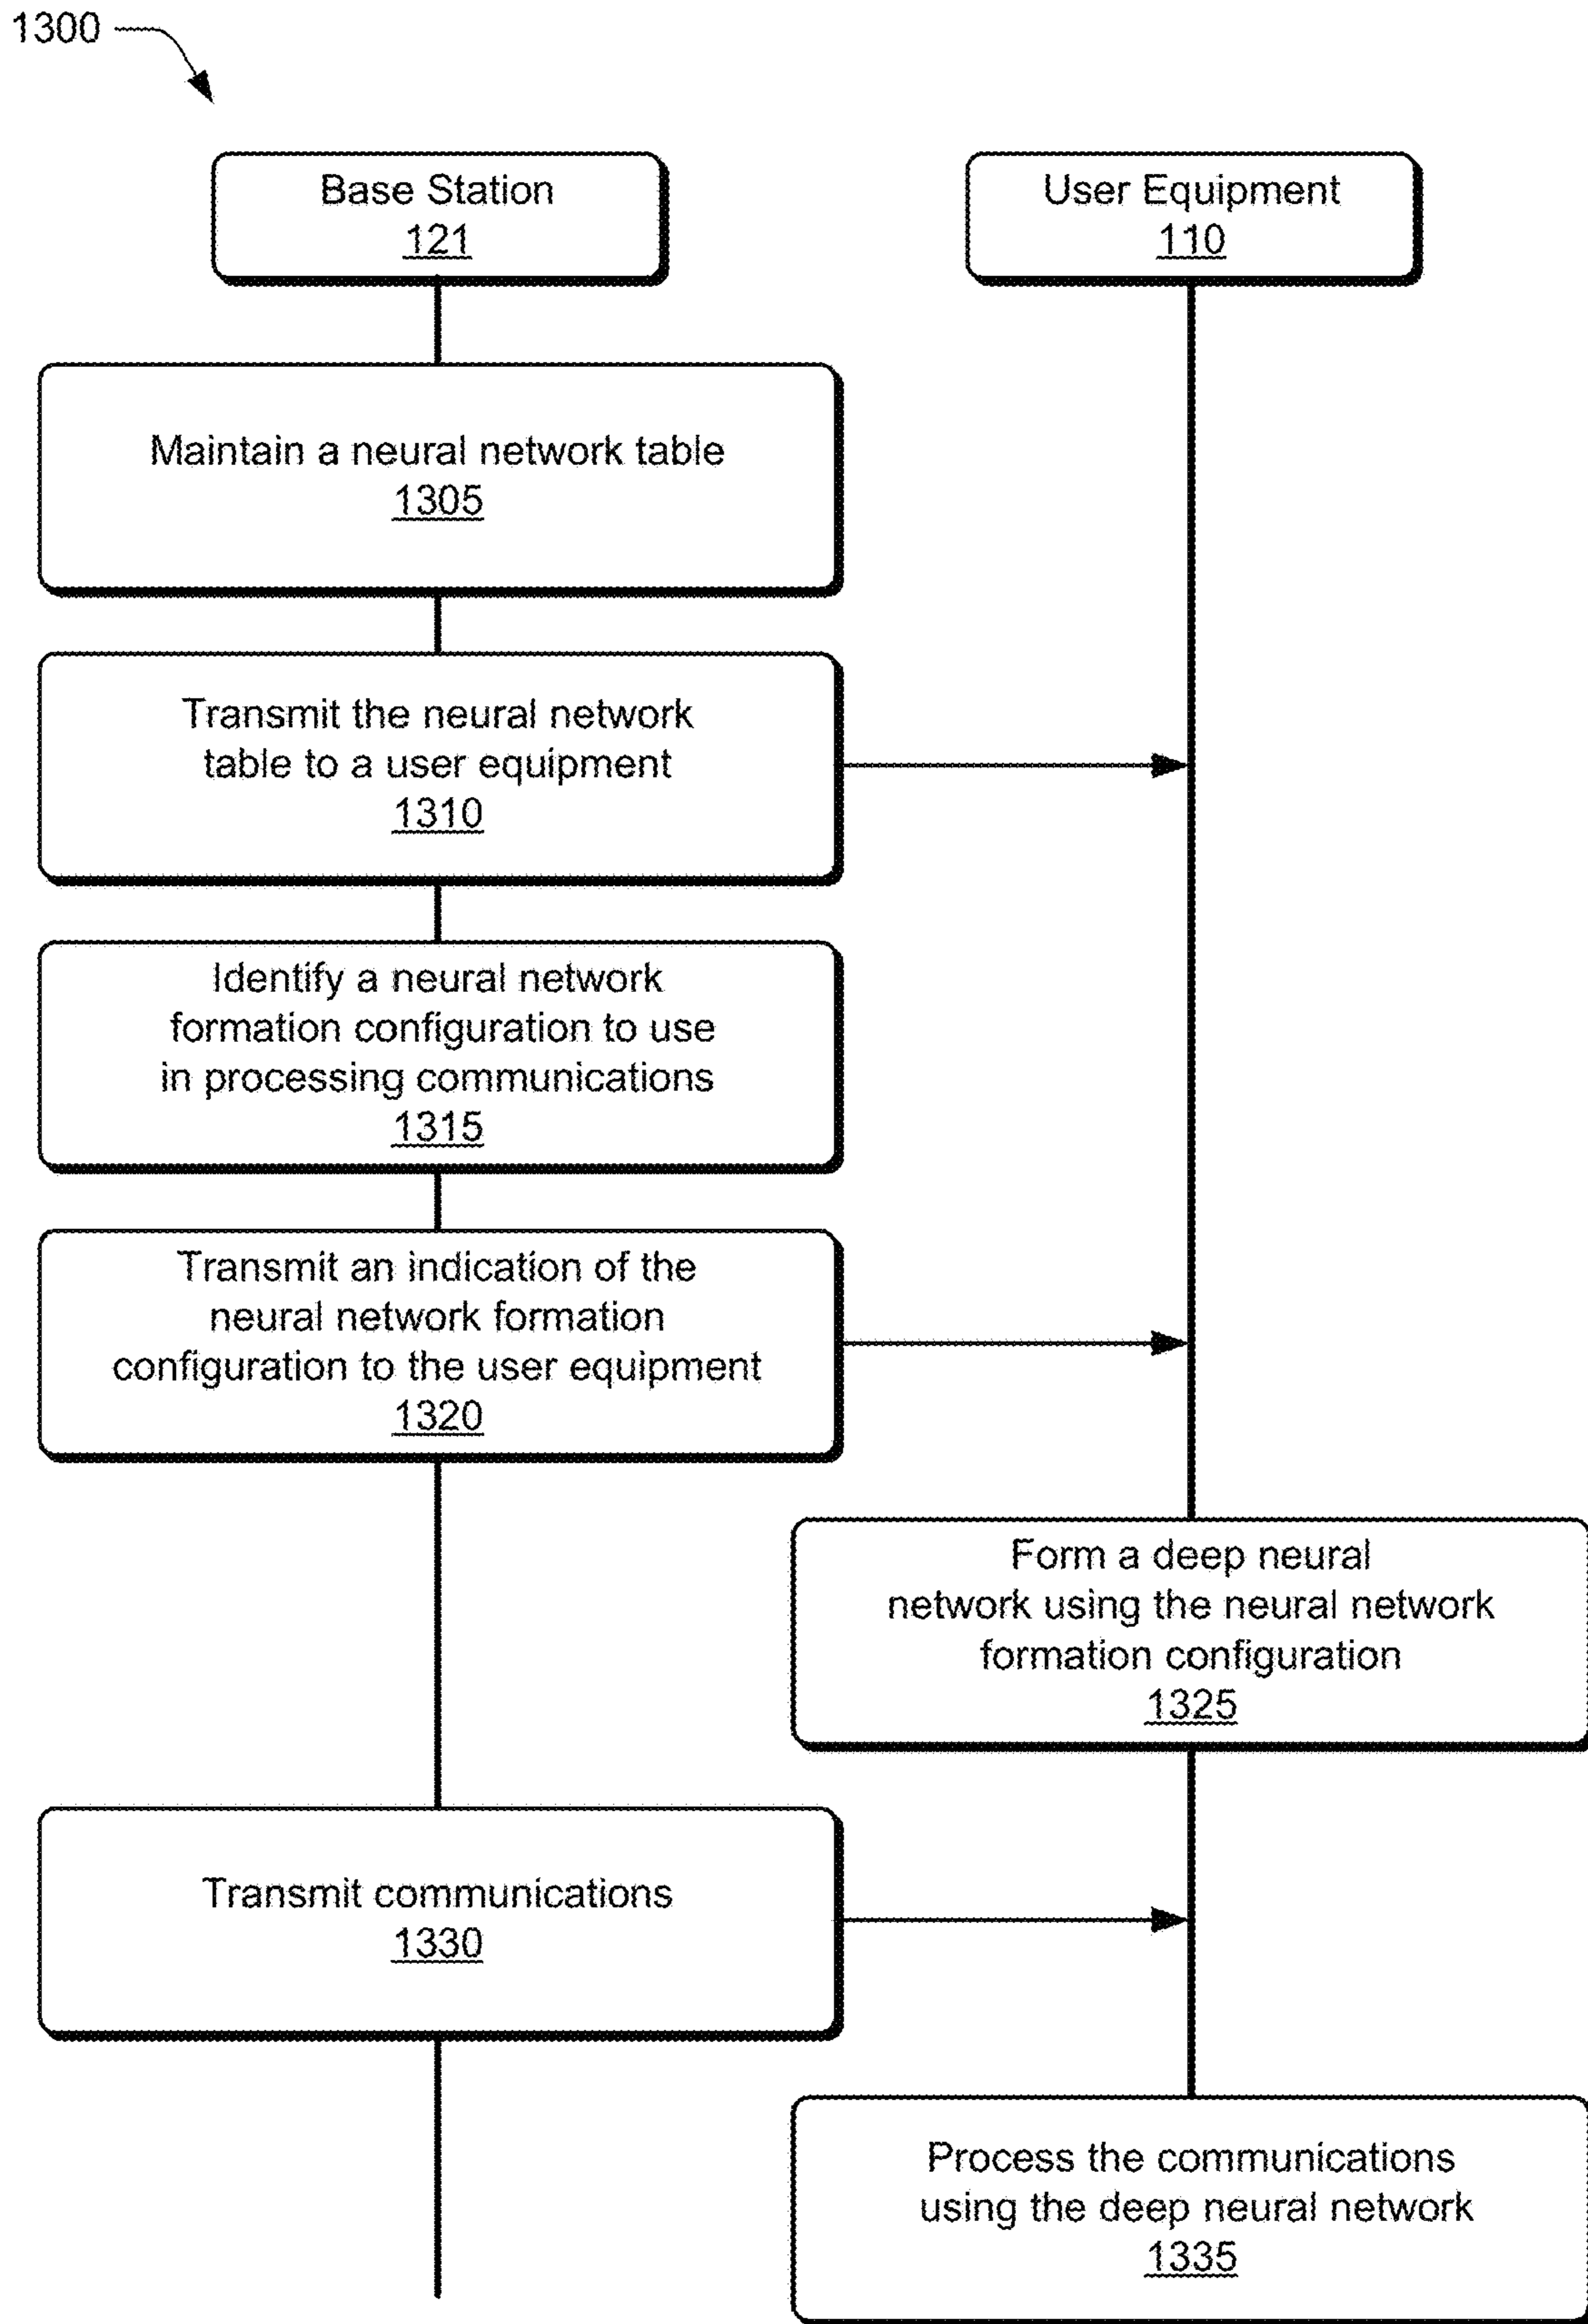 1300
Base Station
121
User Equipment
110
Maintain a neural network table
1305
Transmit the neural network
table to a user equipment
1310
Identify a neural network
formation configuration to use
in processing communications
1315
Transmit an indication of the
neural network formation
configuration to the user equipment
1320
Form a deep neural
network using the neural network
formation configuration
1325
Transmit communications
1330
Process the communications
using the deep neural network
1335